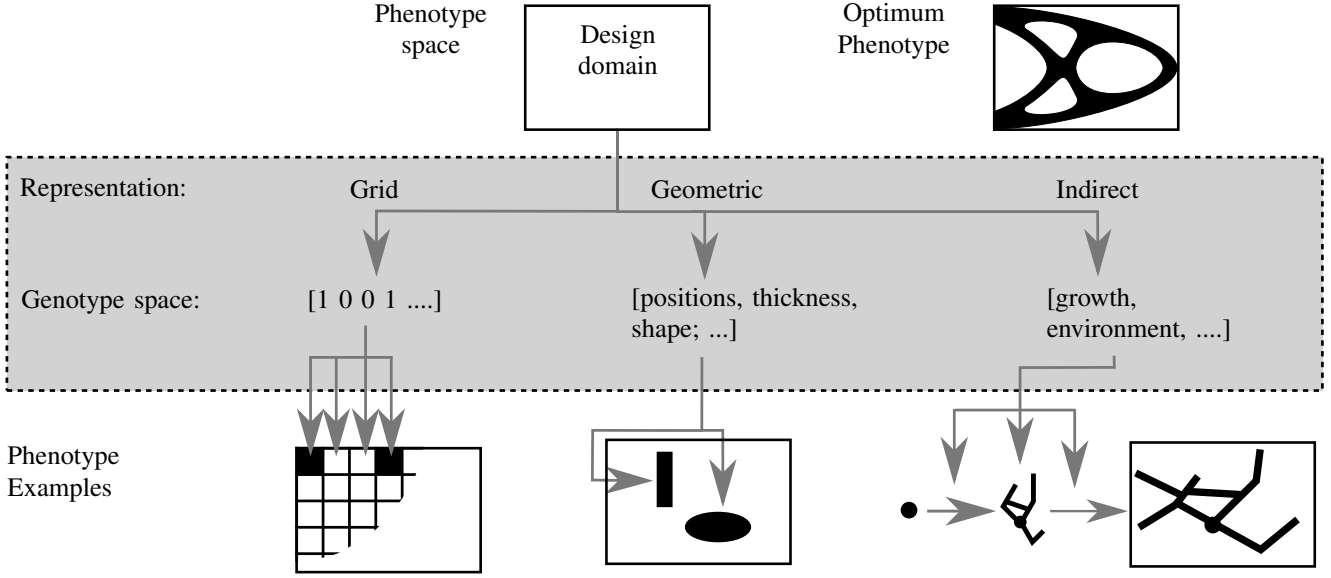 Phenotype
space
Design
domain
Optimum
Phenotype
Representation:
Grid
Geometric
Indirect
Genotype space:
[1 0 0 1 ....]
[positions, thickness,
shape; ...]
[growth,
environment, ....]
Phenotype
Examples